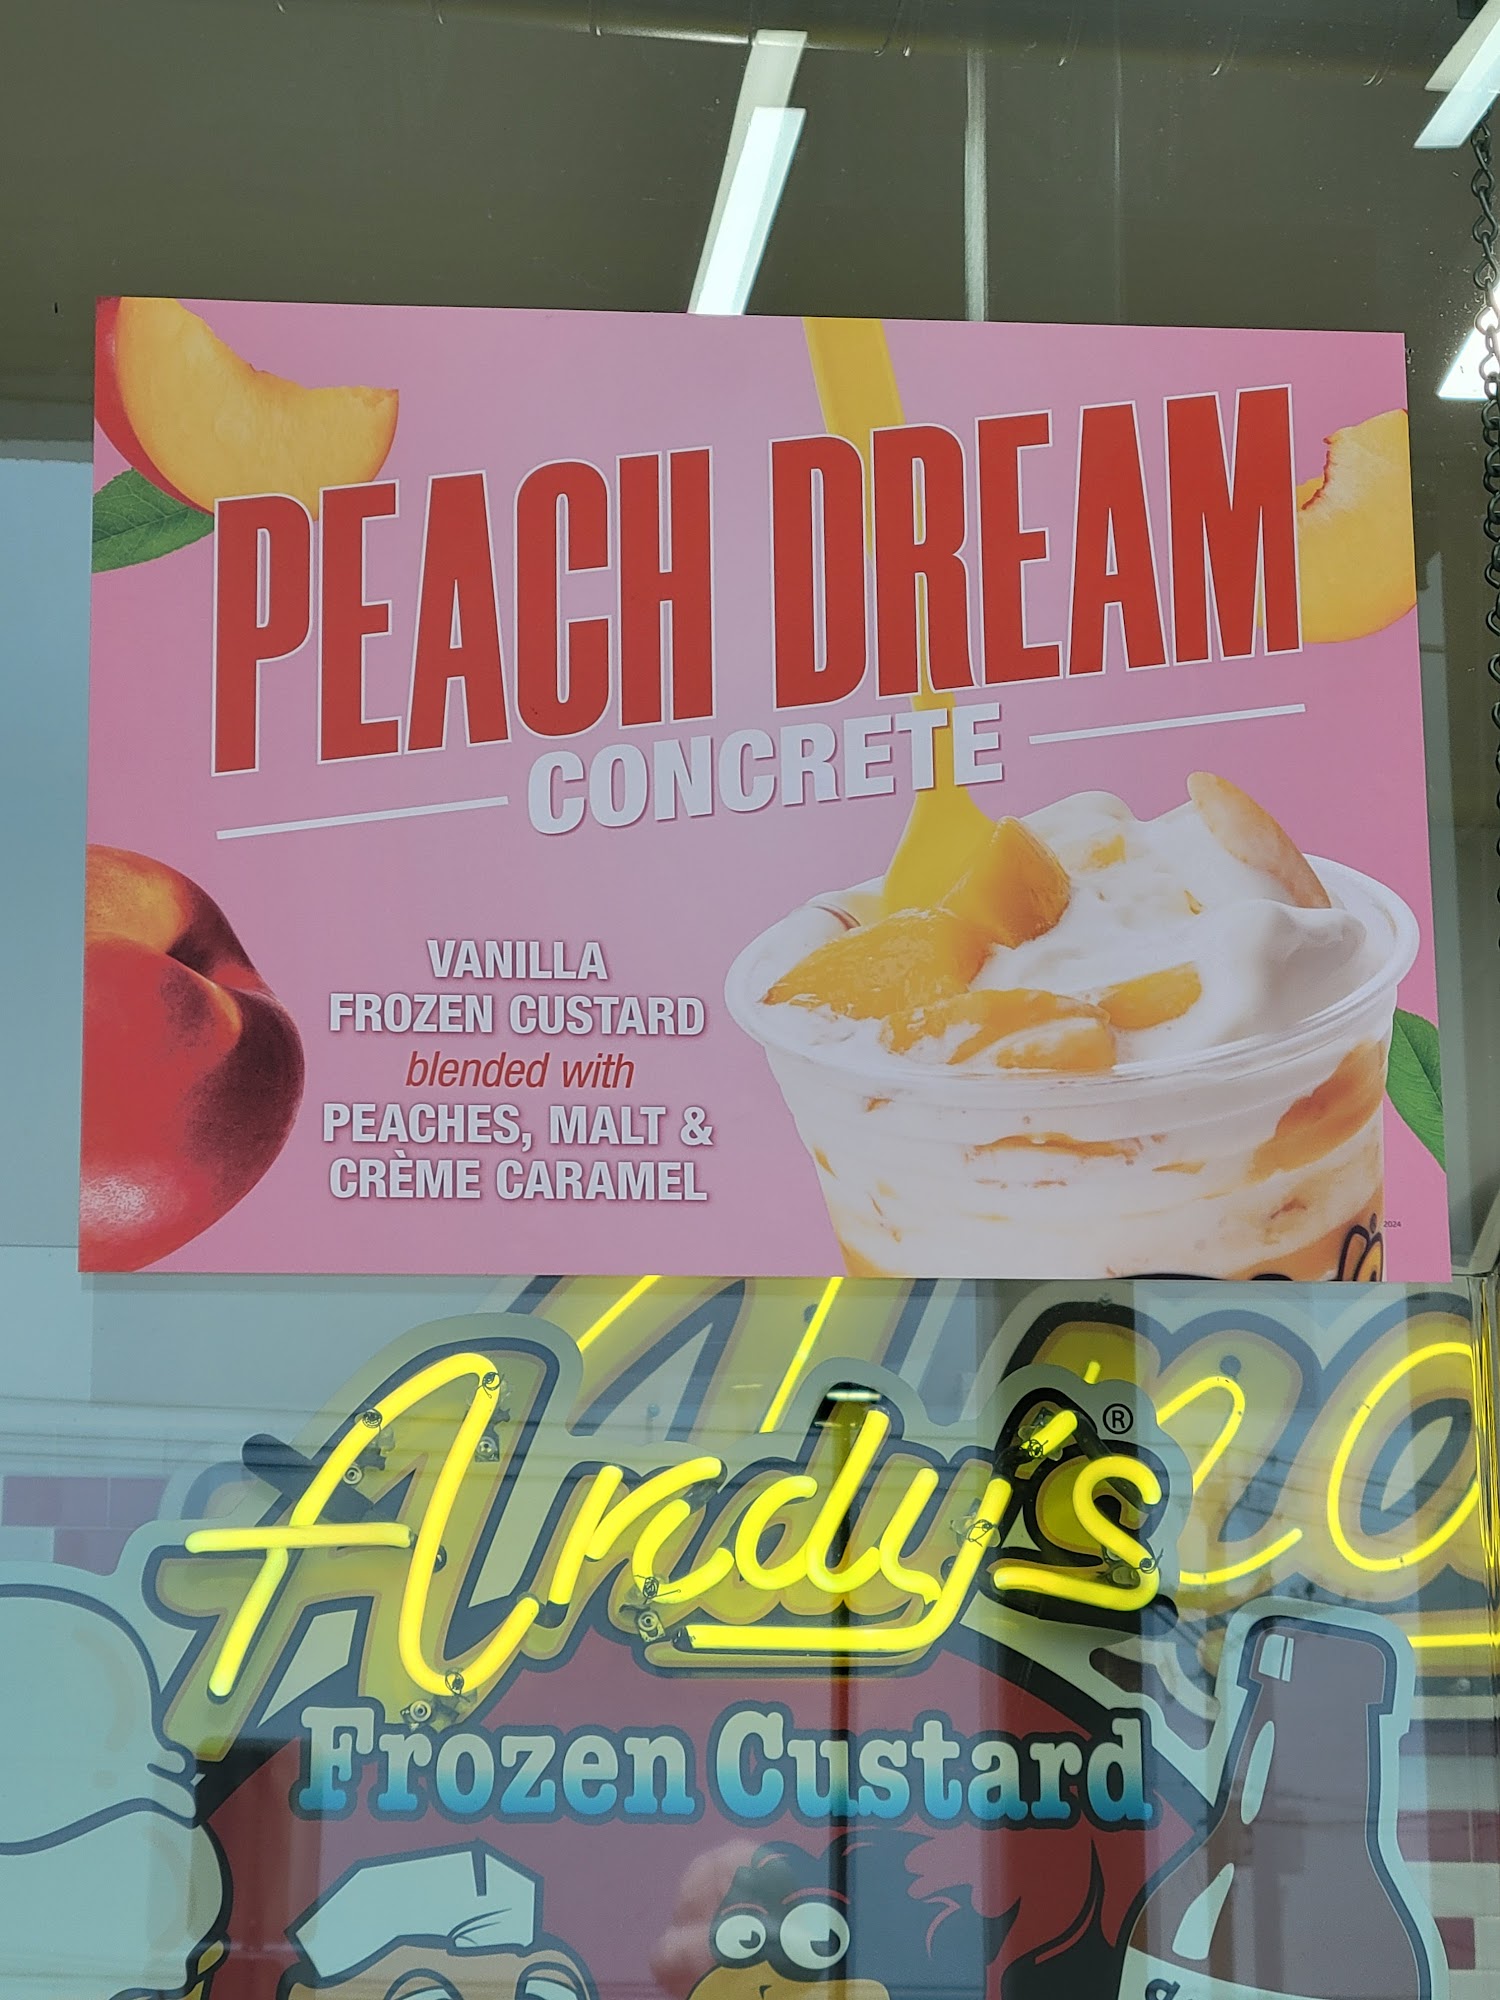 PEACH DREAM
CONCRETE
VANILLA
FROZEN CUSTARD
blended with
PEACHES, MALT &
CRÈME CARAMEL
2024
Andy's®
Frozen Custard